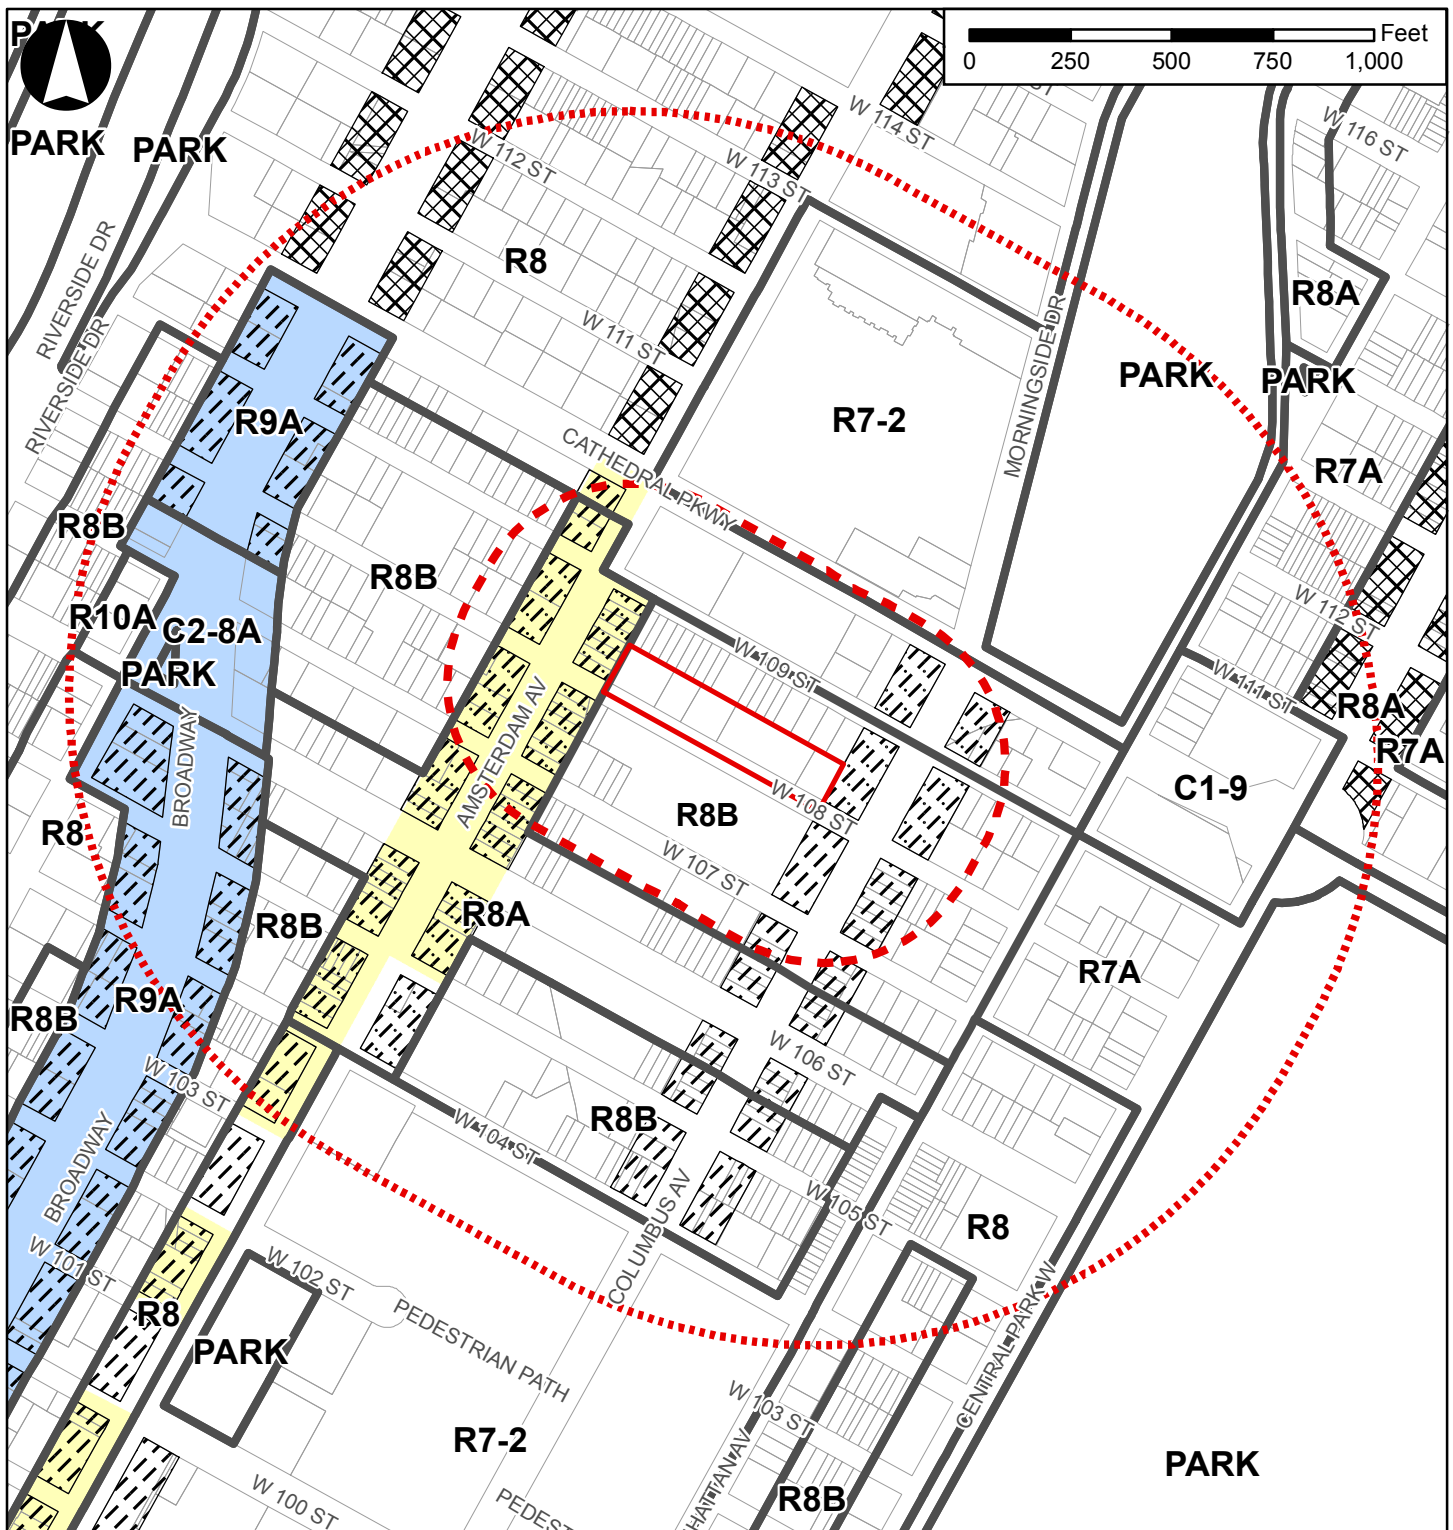 PARK
Feet
0 250 500 750 1,000
PARK
PARK
W 114 ST
W 116 ST
W 112 ST
W 113 ST
R8
RIVERSIDE DR
RIVERSIDE DR
R8A
W 111 ST
MORNINGSIDE DR
PARK
PARK
R9A
R7-2
CATHEDRAL PKWY
R7A
R8B
R8B
R10A
C2-8A
PARK
W 109 ST
W 112 ST
W 111 ST
R8A
R7A
AMSTERDAM AV
BROADWAY
C1-9
R8
R8B
W 108 ST
W 107 ST
R8B
R8A
R7A
R9A
R8B
W 103 ST
W 106 ST
R8B
W 104 ST
BROADWAY
COLUMBUS AV
W 105 ST
R8
W 101 ST
W 102 ST
R8
PARK
PEDESTRIAN PATH
CENTRAL PARK W
W 103 ST
R7-2
PARK
W 100 ST
PEDEST
HATTAN AV
R8B